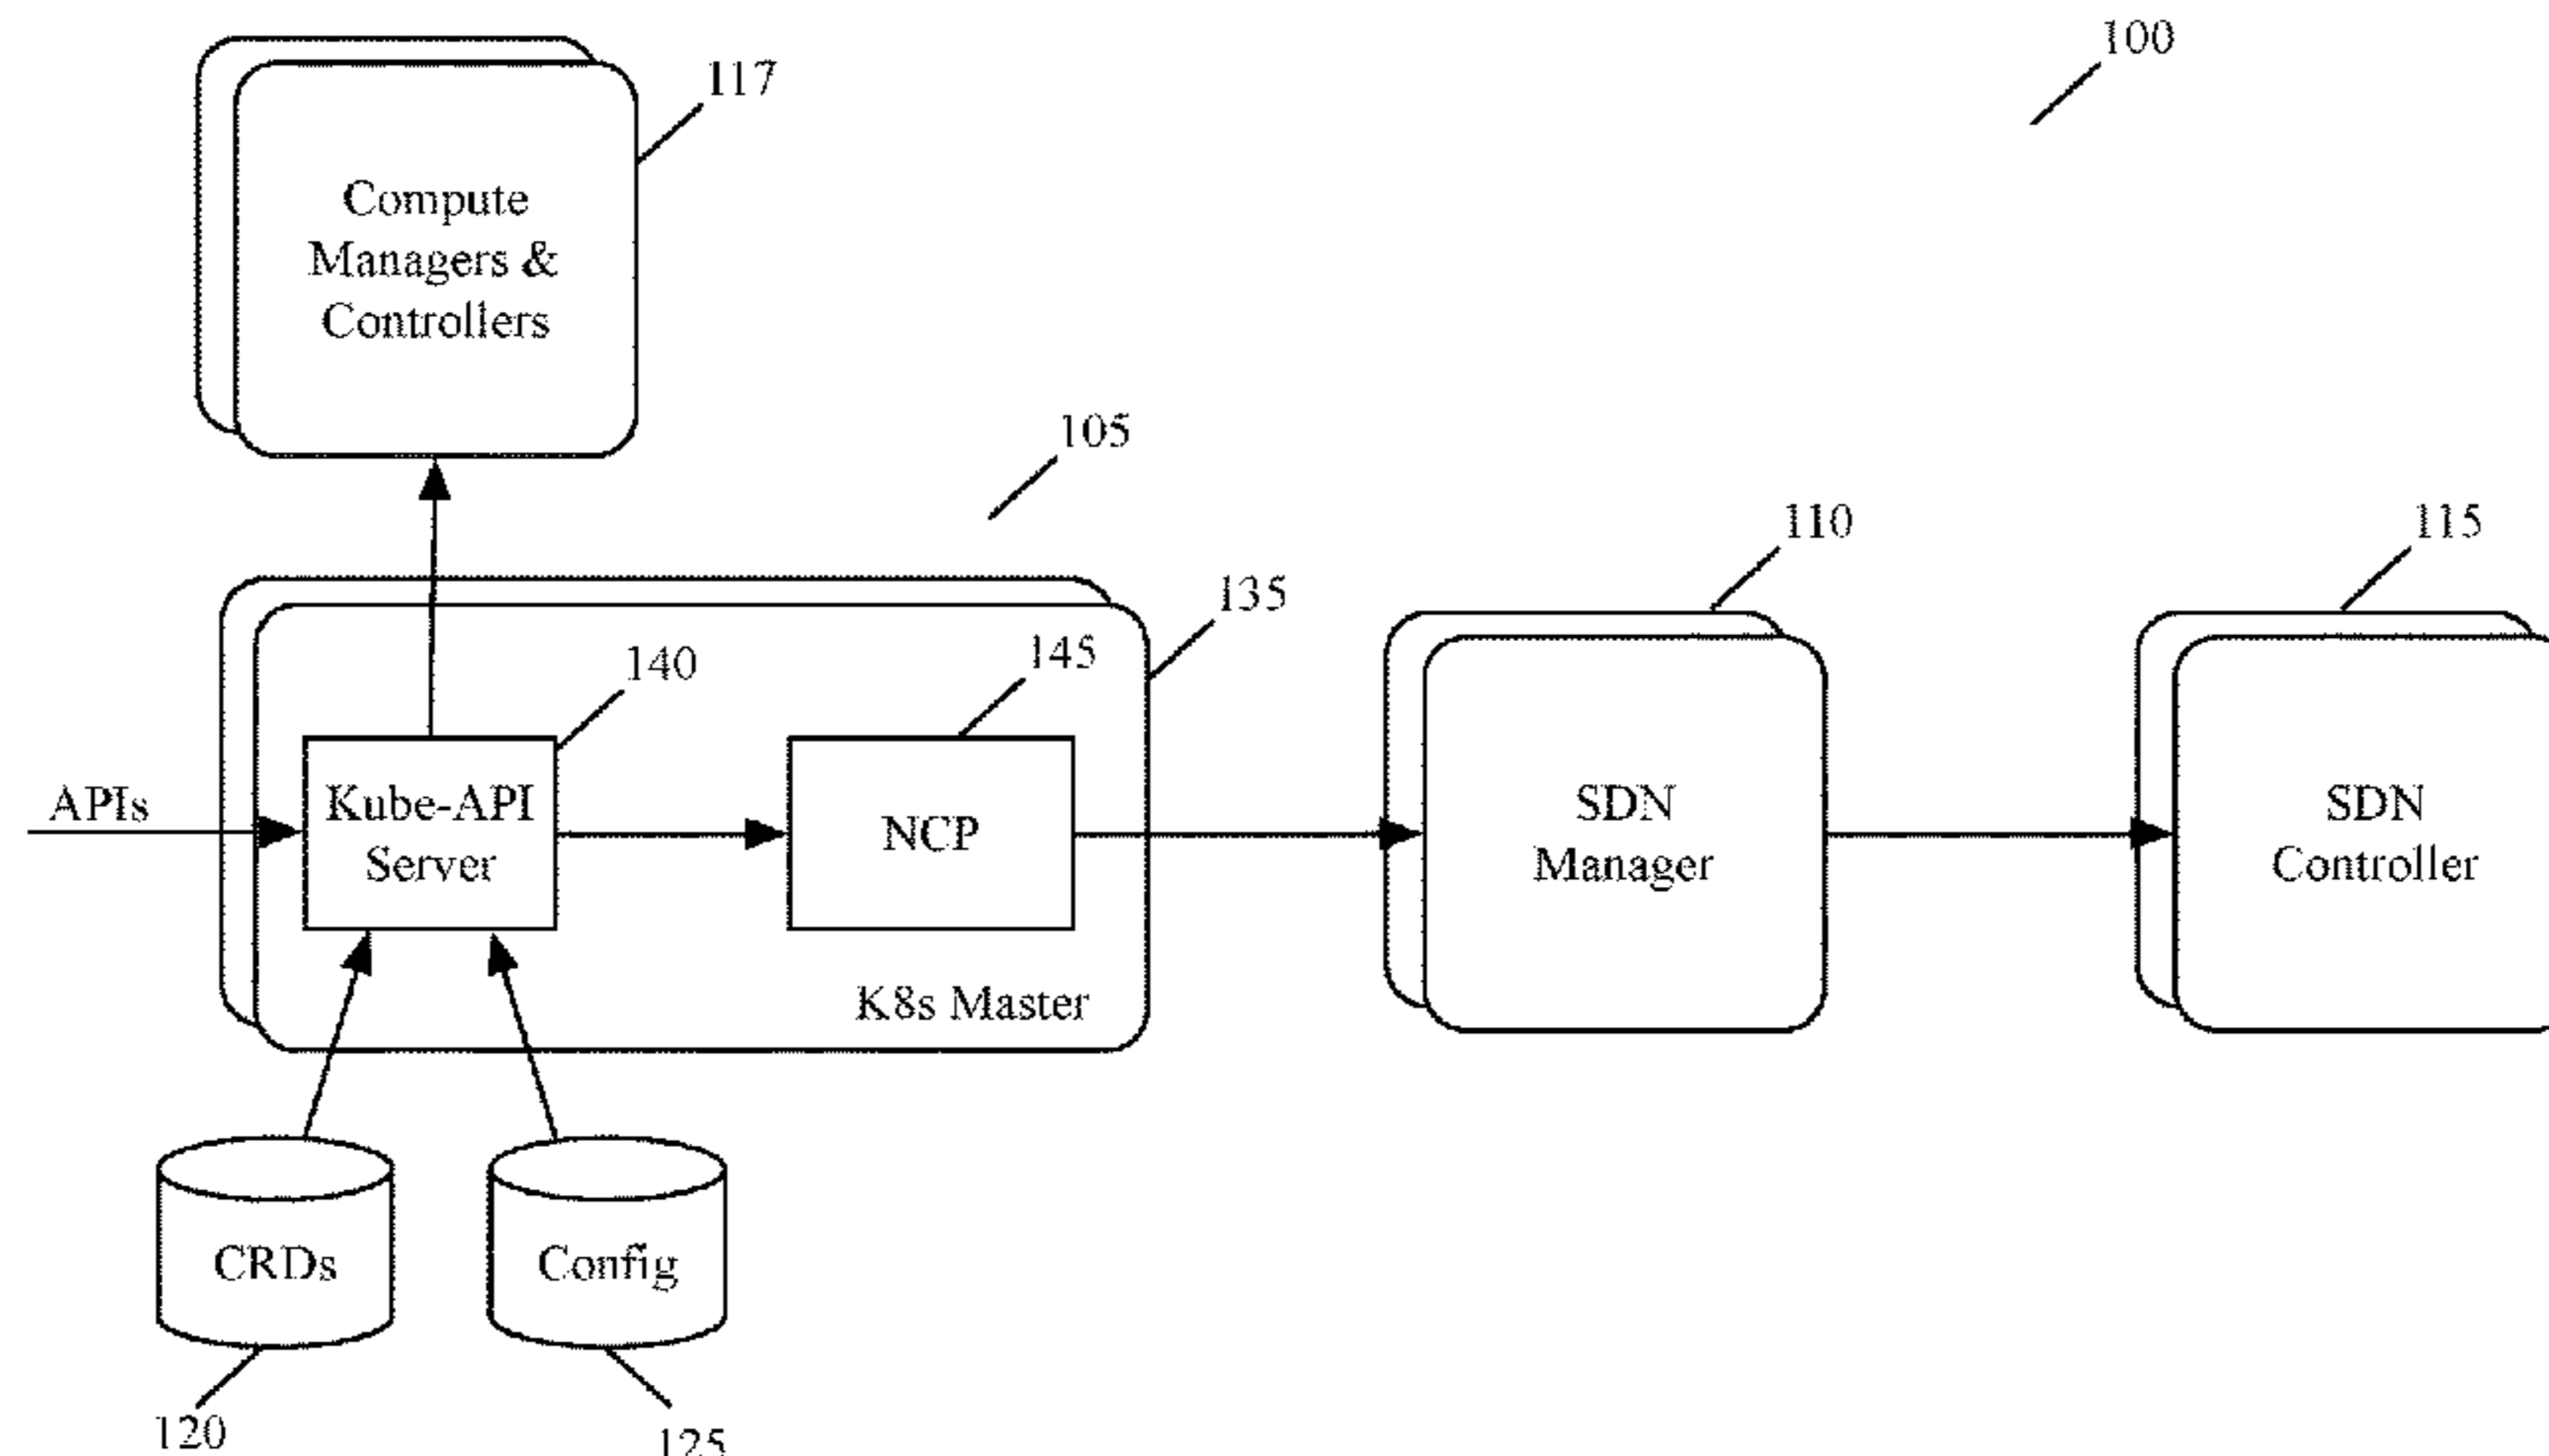 100
117
Compute
Managers &
Controllers
105
110
115
135
140
145
APIs
Kube-API
Server
NCP
SDN
Manager
SDN
Controller
K8s Master
CRDs
Config
120
125